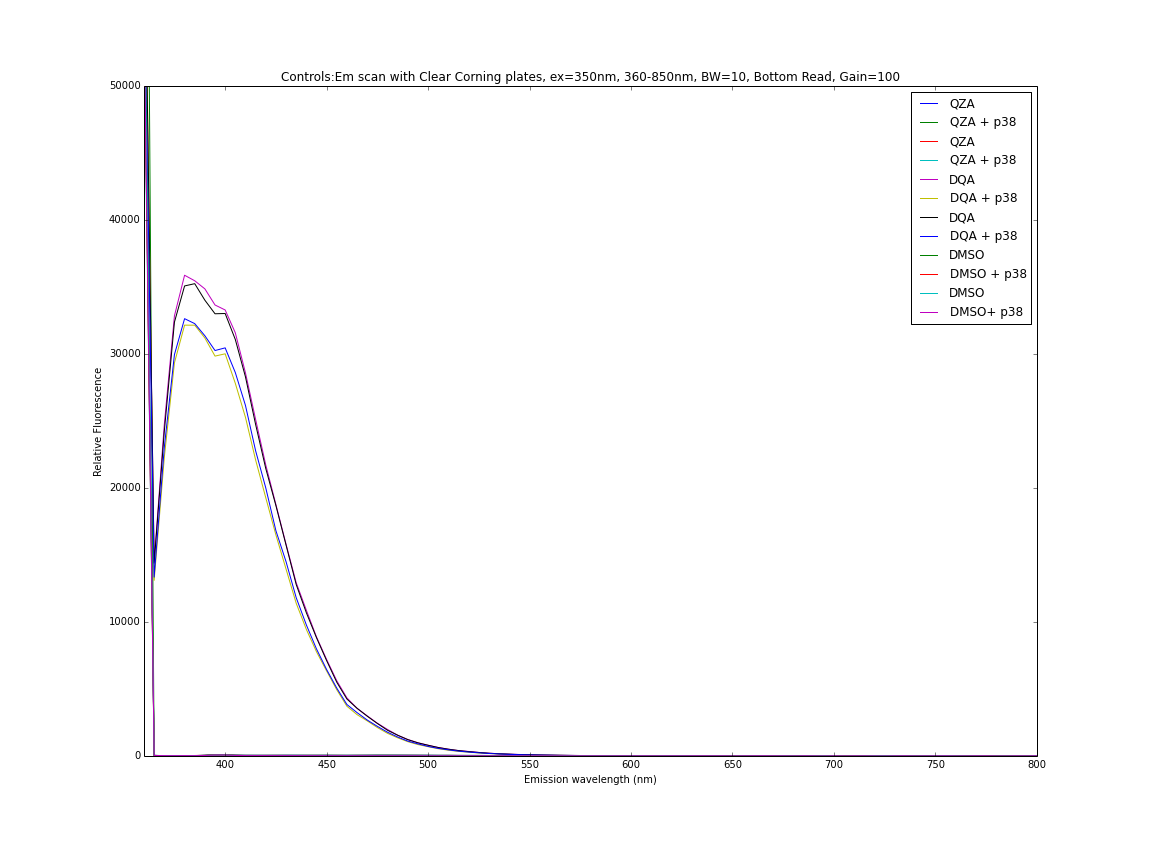 Controls:Em scan with Clear Corning plates, ex=350nm, 360-850nm, BW=10, Bottom Read, Gain=100
50000
40000
30000
20000
10000
0
Relative Fluorescence
QZA
QZA + p38
QZA
QZA + p38
DQA
DQA + p38
DQA
DQA + p38
DMSO
DMSO + p38
DMSO
DMSO+ p38
400 450 500 550 600 650 700 750 800
Emission wavelength (nm)